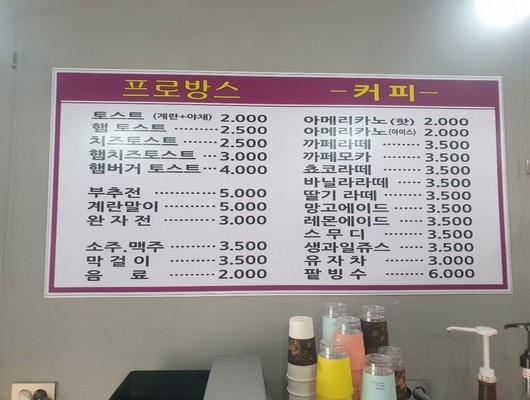 프로방스
토스트 (계란+야채) 2.000
햄 토스트 ········· 2.500
치즈토스트 ······· 2.500
햄치즈토스트 ···· 3.000
햄버거 토스트 ··· 4.000
부추전 ············ 5.000
계란말이 ········· 5.000
완 자 전 ·········· 3.000
소주.맥주 ········ 3.500
막 걸 이 ·········· 3.500
음 료 ············· 2.000
-커피-
아메리카노(핫) 2.000
아메리카노(아이스) 2.000
까페라떼 ········· 3.500
까페모카 ········· 3.500
쵸코라떼 ········· 3.500
바닐라라떼 ······ 3.500
딸기 라떼 ········ 3.500
망고에이드 ······ 3.500
레몬에이드 ······ 3.500
스 무 디 ·········· 3.500
생과일쥬스 ······ 3.500
유 자 차 ·········· 3.000
팥 빙 수 ·········· 6.000